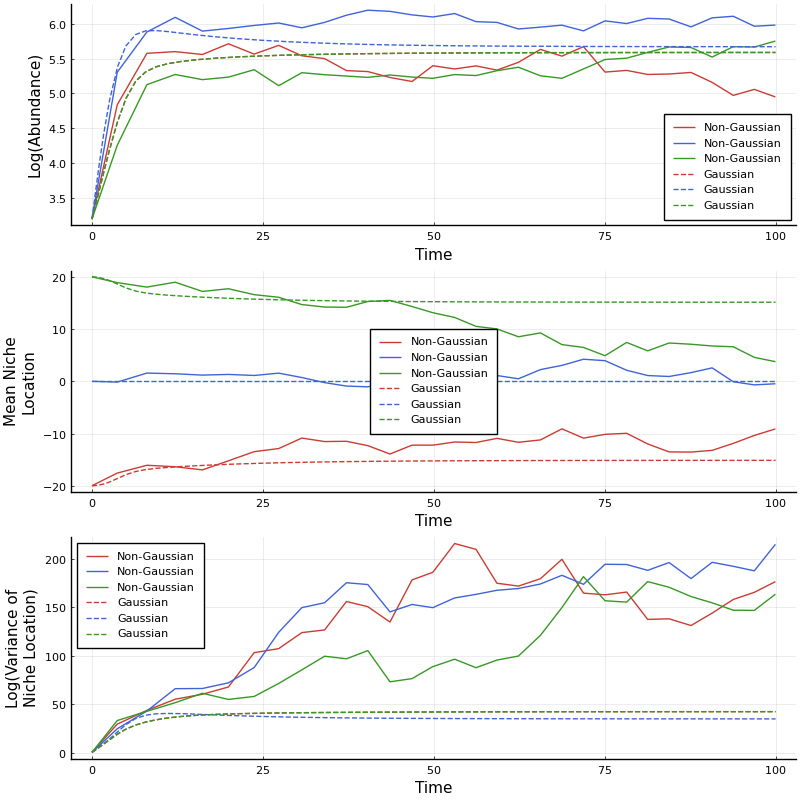 Log(Abundance)
6.0
5.5
5.0
4.5
4.0
3.5
Non-Gaussian
Non-Gaussian
Non-Gaussian
Gaussian
Gaussian
Gaussian
0 25 50 75 100
Time
Mean Niche
Location
20
10
0
−10
−20
Non-Gaussian
Non-Gaussian
Non-Gaussian
Gaussian
Gaussian
Gaussian
0 25 50 75 100
Time
Log(Variance of
Niche Location)
200
150
100
50
0
Non-Gaussian
Non-Gaussian
Non-Gaussian
Gaussian
Gaussian
Gaussian
0 25 50 75 100
Time